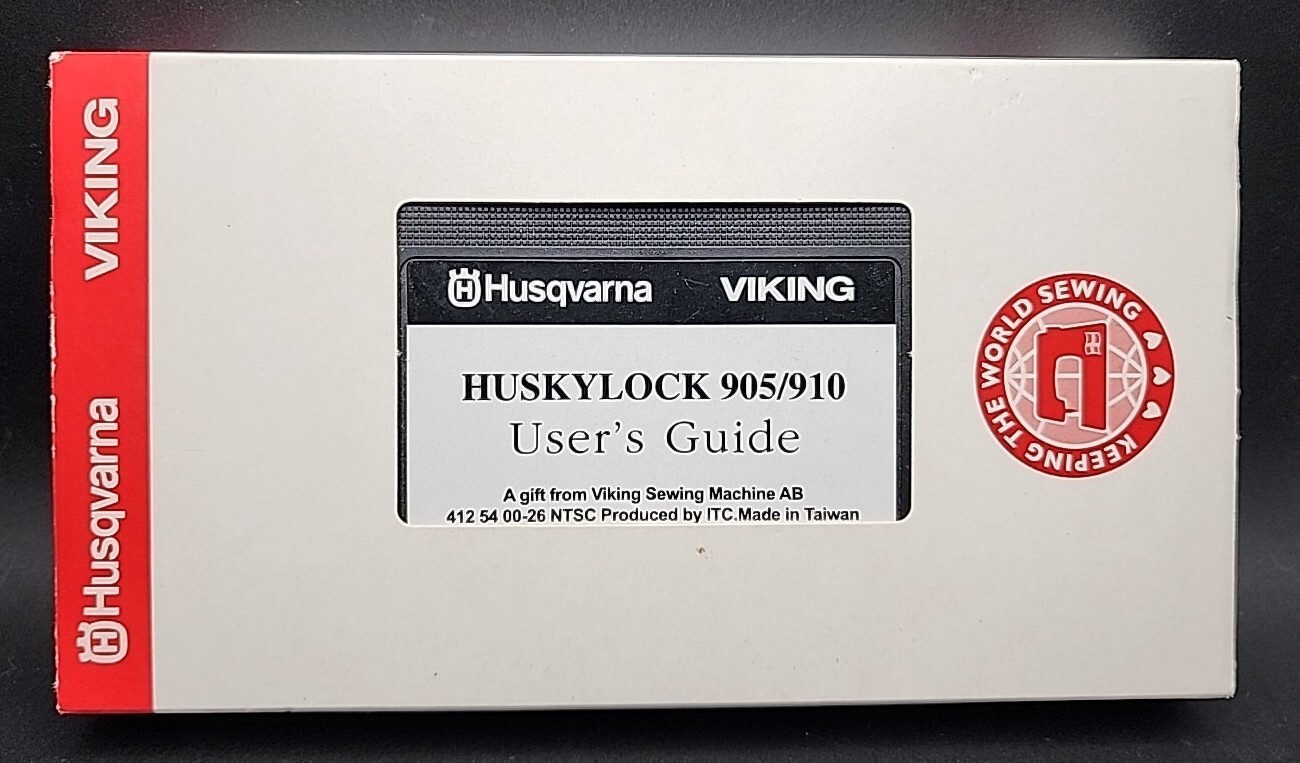 Husqvarna VIKING
Husqvarna VIKING
HUSKYLOCK 905/910
User's Guide
A gift from Viking Sewing Machine AB
412 54 00-26 NTSC Produced by ITC.Made in Taiwan
KEEPING THE WORLD SEWING